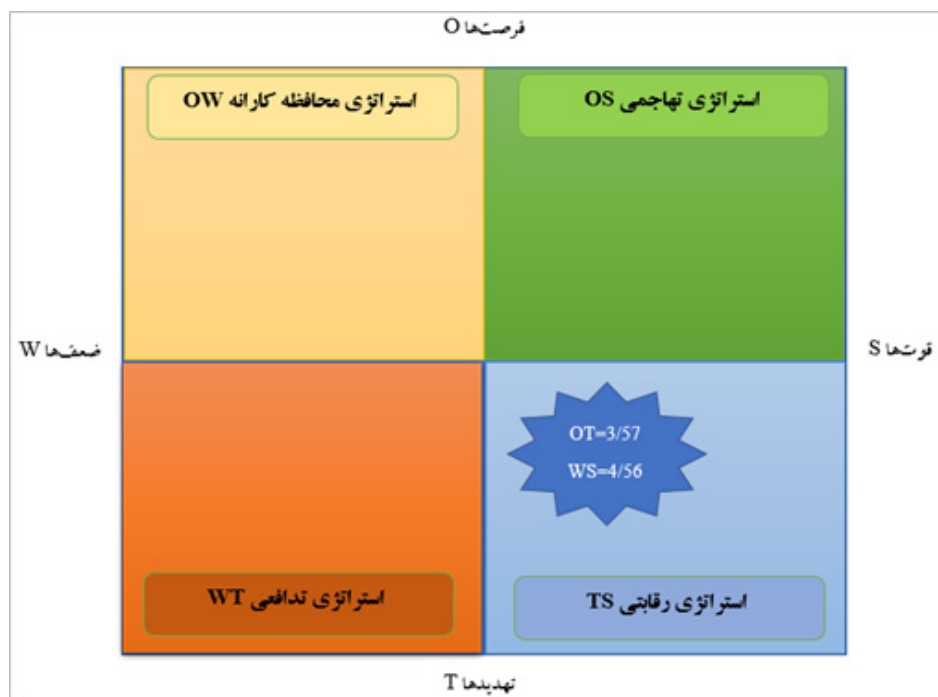 فرصت‌ها O
استراتژی تهاجمی OS
استراتژی محافظه کارانه OW
قوت‌ها S
ضعف‌ها W
OT=3/57
WS=4/56
استراتژی رقابتی TS
استراتژی تدافعی WT
تهدیدها T